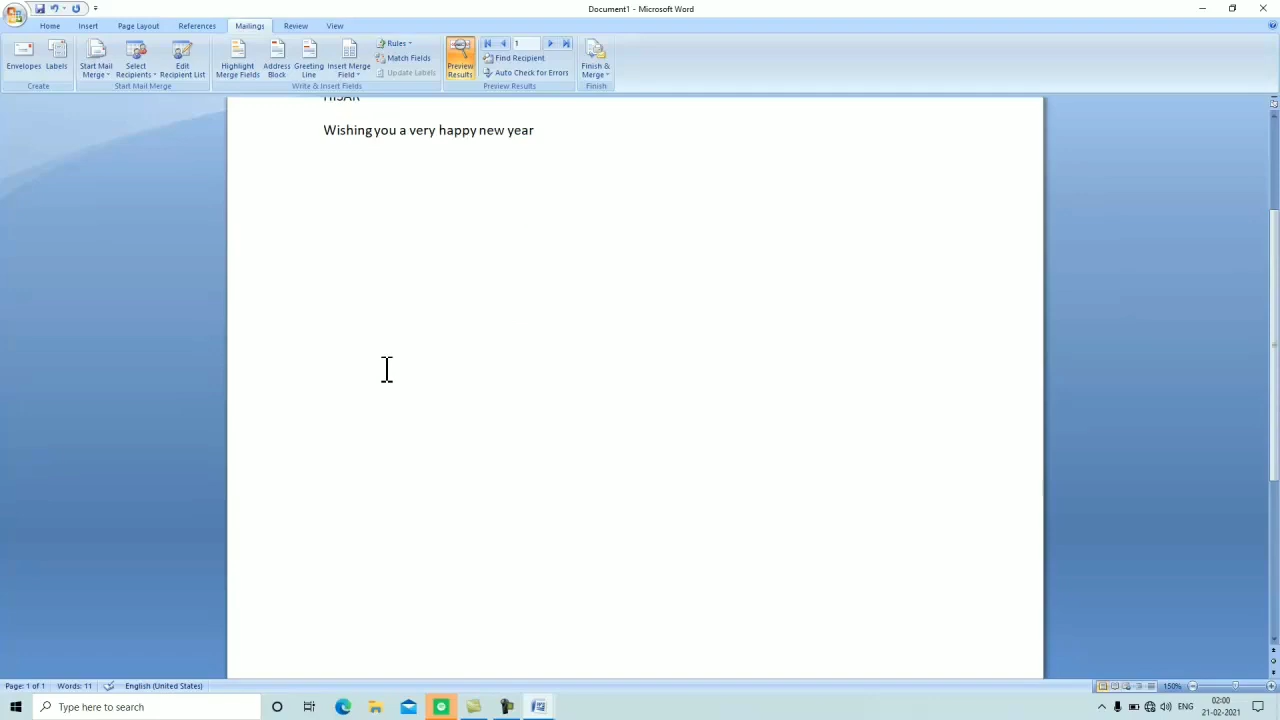 Document1 - Microsoft Word
Home Insert Page Layout References Mailings Review View
Envelopes Labels Start Mail Merge Select Recipients Edit Recipient List Highlight Merge Fields Address Block Greeting Line Insert Merge Field Rules Match Fields Update Labels Preview Results 1 Find Recipient Auto Check for Errors Finish & Merge
Create Start Mail Merge Write & Insert Fields Preview Results Finish
HISAR
Wishing you a very happy new year
Page: 1 of 1 Words: 11 English (United States) 150%
Type here to search ENG 02:00
21-02-2021